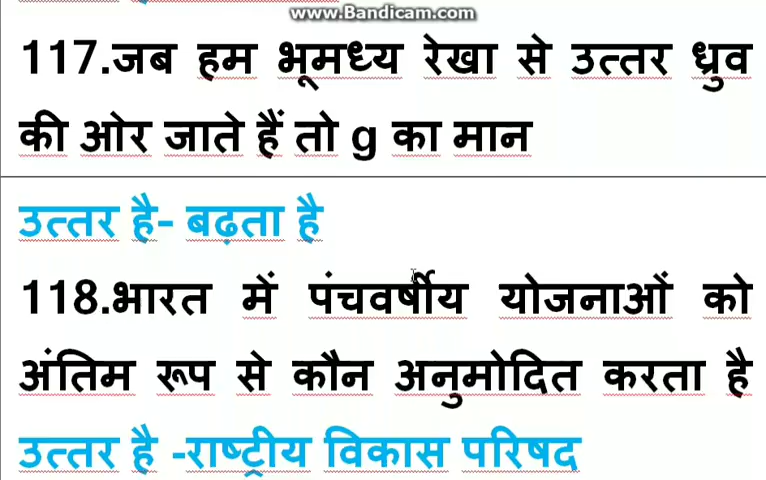 www.Bandicam.com
117.जब हम भूमध्य रेखा से उत्तर ध्रुव
की ओर जाते हैं तो g का मान
उत्तर है- बढ़ता है
118.भारत में पंचवर्षीय योजनाओं को
अंतिम रूप से कौन अनुमोदित करता है
उत्तर है -राष्ट्रीय विकास परिषद